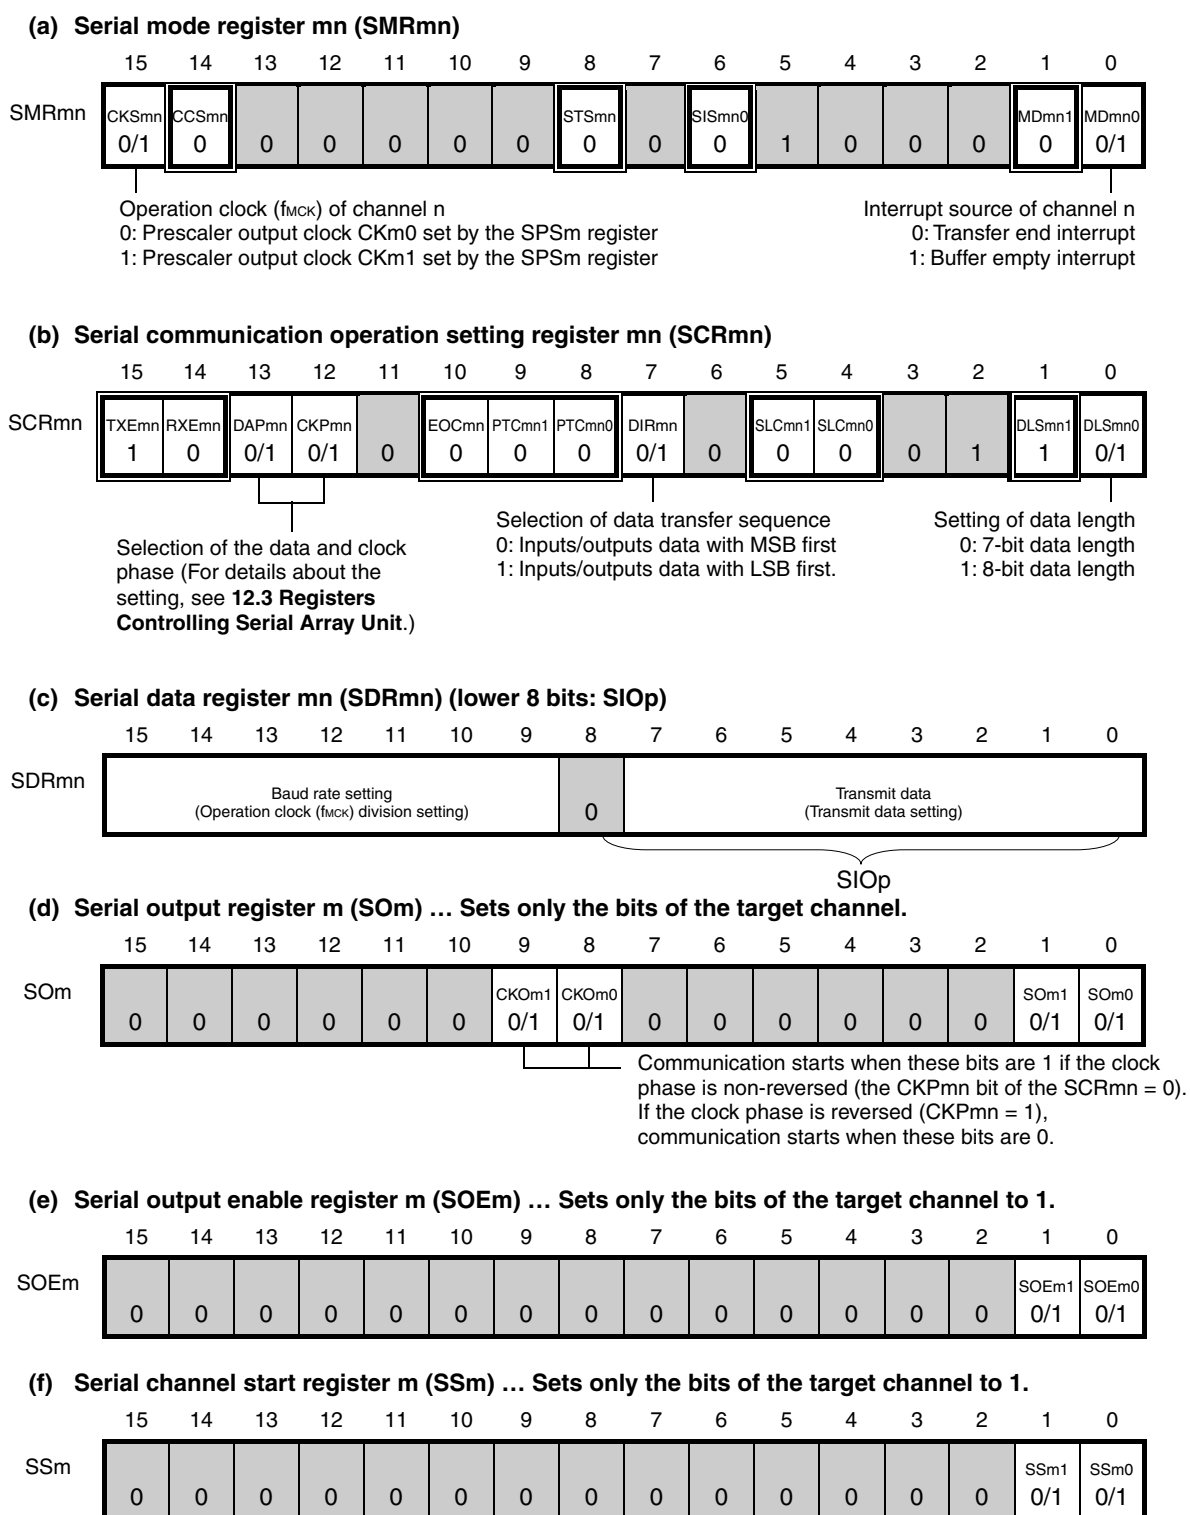 (a) Serial mode register mn (SMRmn)
15 14 13 12 11 10 9 8 7 6 5 4 3 2 1 0
SMRmn
CKSmn CCSmn STSmn SISmn0 MDmn1 MDmn0
0/1 0 0 0 0 0 0 0 0 0 1 0 0 0 0 0/1
Operation clock (fMCK) of channel n
0: Prescaler output clock CKm0 set by the SPSm register
1: Prescaler output clock CKm1 set by the SPSm register
Interrupt source of channel n
0: Transfer end interrupt
1: Buffer empty interrupt
(b) Serial communication operation setting register mn (SCRmn)
15 14 13 12 11 10 9 8 7 6 5 4 3 2 1 0
SCRmn
TXEmn RXEmn DAPmn CKPmn EOCmn PTCmn1 PTCmn0 DIRmn SLCmn1 SLCmn0 DLSmn1 DLSmn0
1 0 0/1 0/1 0 0 0 0 0/1 0 0 0 0 1 1 0/1
Selection of the data and clock
phase (For details about the
setting, see 12.3 Registers
Controlling Serial Array Unit.)
Selection of data transfer sequence
0: Inputs/outputs data with MSB first
1: Inputs/outputs data with LSB first.
Setting of data length
0: 7-bit data length
1: 8-bit data length
(c) Serial data register mn (SDRmn) (lower 8 bits: SIOp)
15 14 13 12 11 10 9 8 7 6 5 4 3 2 1 0
SDRmn
Baud rate setting
(Operation clock (fMCK) division setting)
0
Transmit data
(Transmit data setting)
SIOp
(d) Serial output register m (SOm) … Sets only the bits of the target channel.
15 14 13 12 11 10 9 8 7 6 5 4 3 2 1 0
SOm
CKOm1 CKOm0 SOm1 SOm0
0 0 0 0 0 0 0/1 0/1 0 0 0 0 0 0 0/1 0/1
Communication starts when these bits are 1 if the clock
phase is non-reversed (the CKPmn bit of the SCRmn = 0).
If the clock phase is reversed (CKPmn = 1),
communication starts when these bits are 0.
(e) Serial output enable register m (SOEm) … Sets only the bits of the target channel to 1.
15 14 13 12 11 10 9 8 7 6 5 4 3 2 1 0
SOEm
SOEm1 SOEm0
0 0 0 0 0 0 0 0 0 0 0 0 0 0 0/1 0/1
(f) Serial channel start register m (SSm) … Sets only the bits of the target channel to 1.
15 14 13 12 11 10 9 8 7 6 5 4 3 2 1 0
SSm
SSm1 SSm0
0 0 0 0 0 0 0 0 0 0 0 0 0 0 0/1 0/1